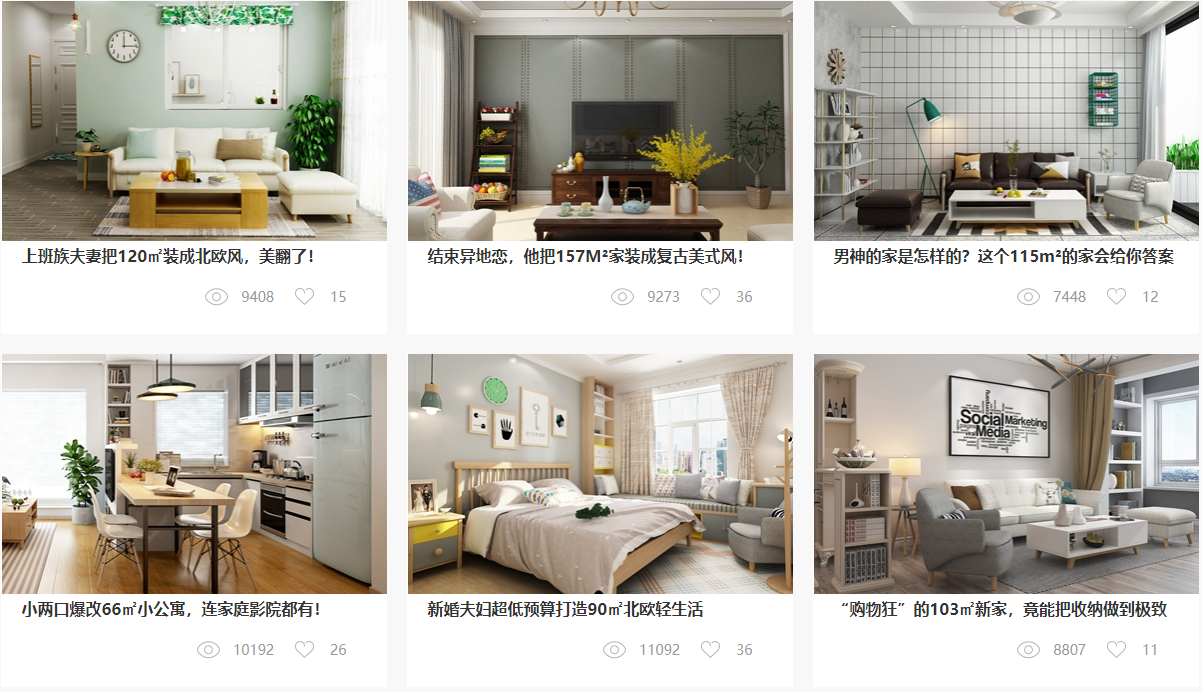 上班族夫妻把120㎡装成北欧风，美翻了！
9408 15
结束异地恋，他把157M²家装成复古美式风！
9273 36
男神的家是怎样的？这个115m²的家会给你答案
7448 12
Social Marketing
Media
小两口爆改66㎡小公寓，连家庭影院都有！
10192 26
新婚夫妇超低预算打造90㎡北欧轻生活
11092 36
“购物狂”的103㎡新家，竟能把收纳做到极致
8807 11